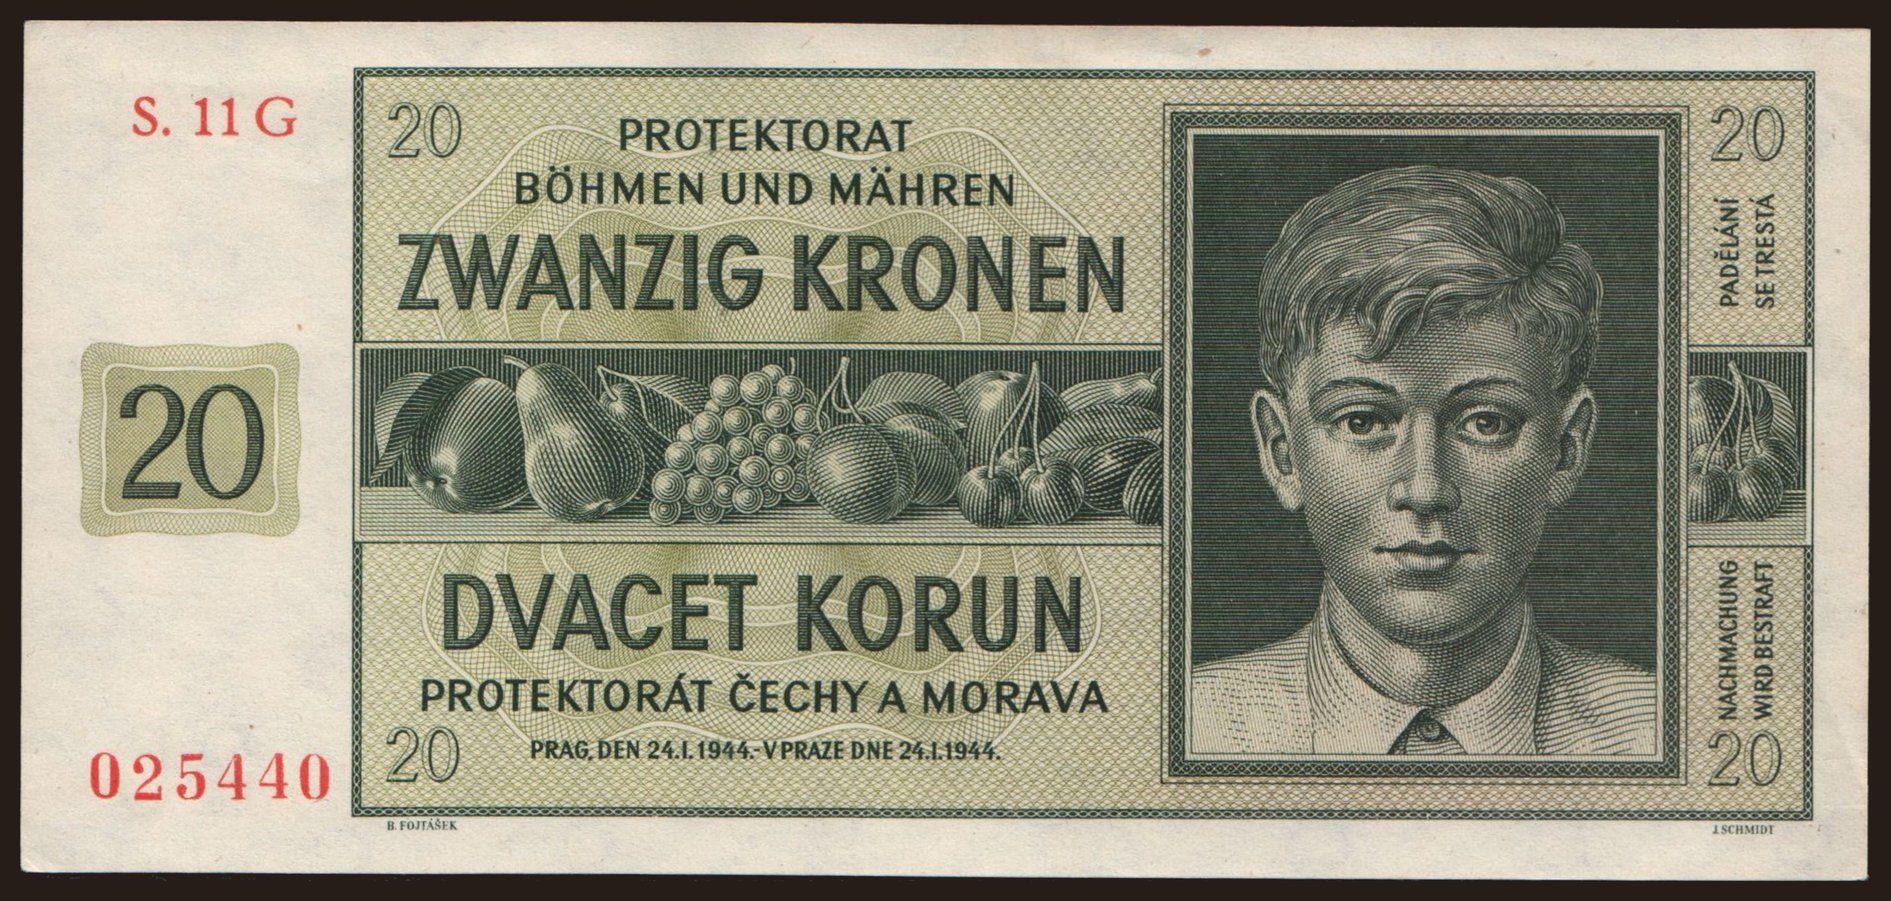 S. 11 G
20
20
PROTEKTORAT
BÖHMEN UND MÄHREN
ZWANZIG KRONEN
PADĚLÁNÍ
SE TRESTÁ
20
DVACET KORUN
PROTEKTORÁT ČECHY A MORAVA
NACHMACHUNG
WIRD BESTRAFT
20
20
PRAG, DEN 24.I.1944.-V PRAZE DNE 24.I.1944.
025440
B. FOJTÁŠEK
J.SCHMIDT